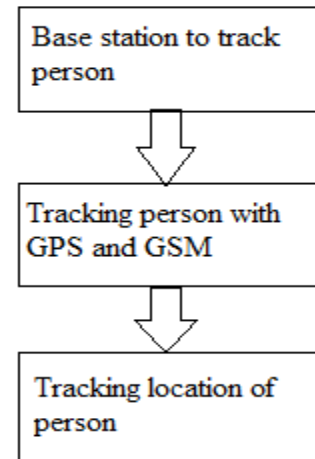 Base station to track
person
Tracking person with
GPS and GSM
Tracking location of
person